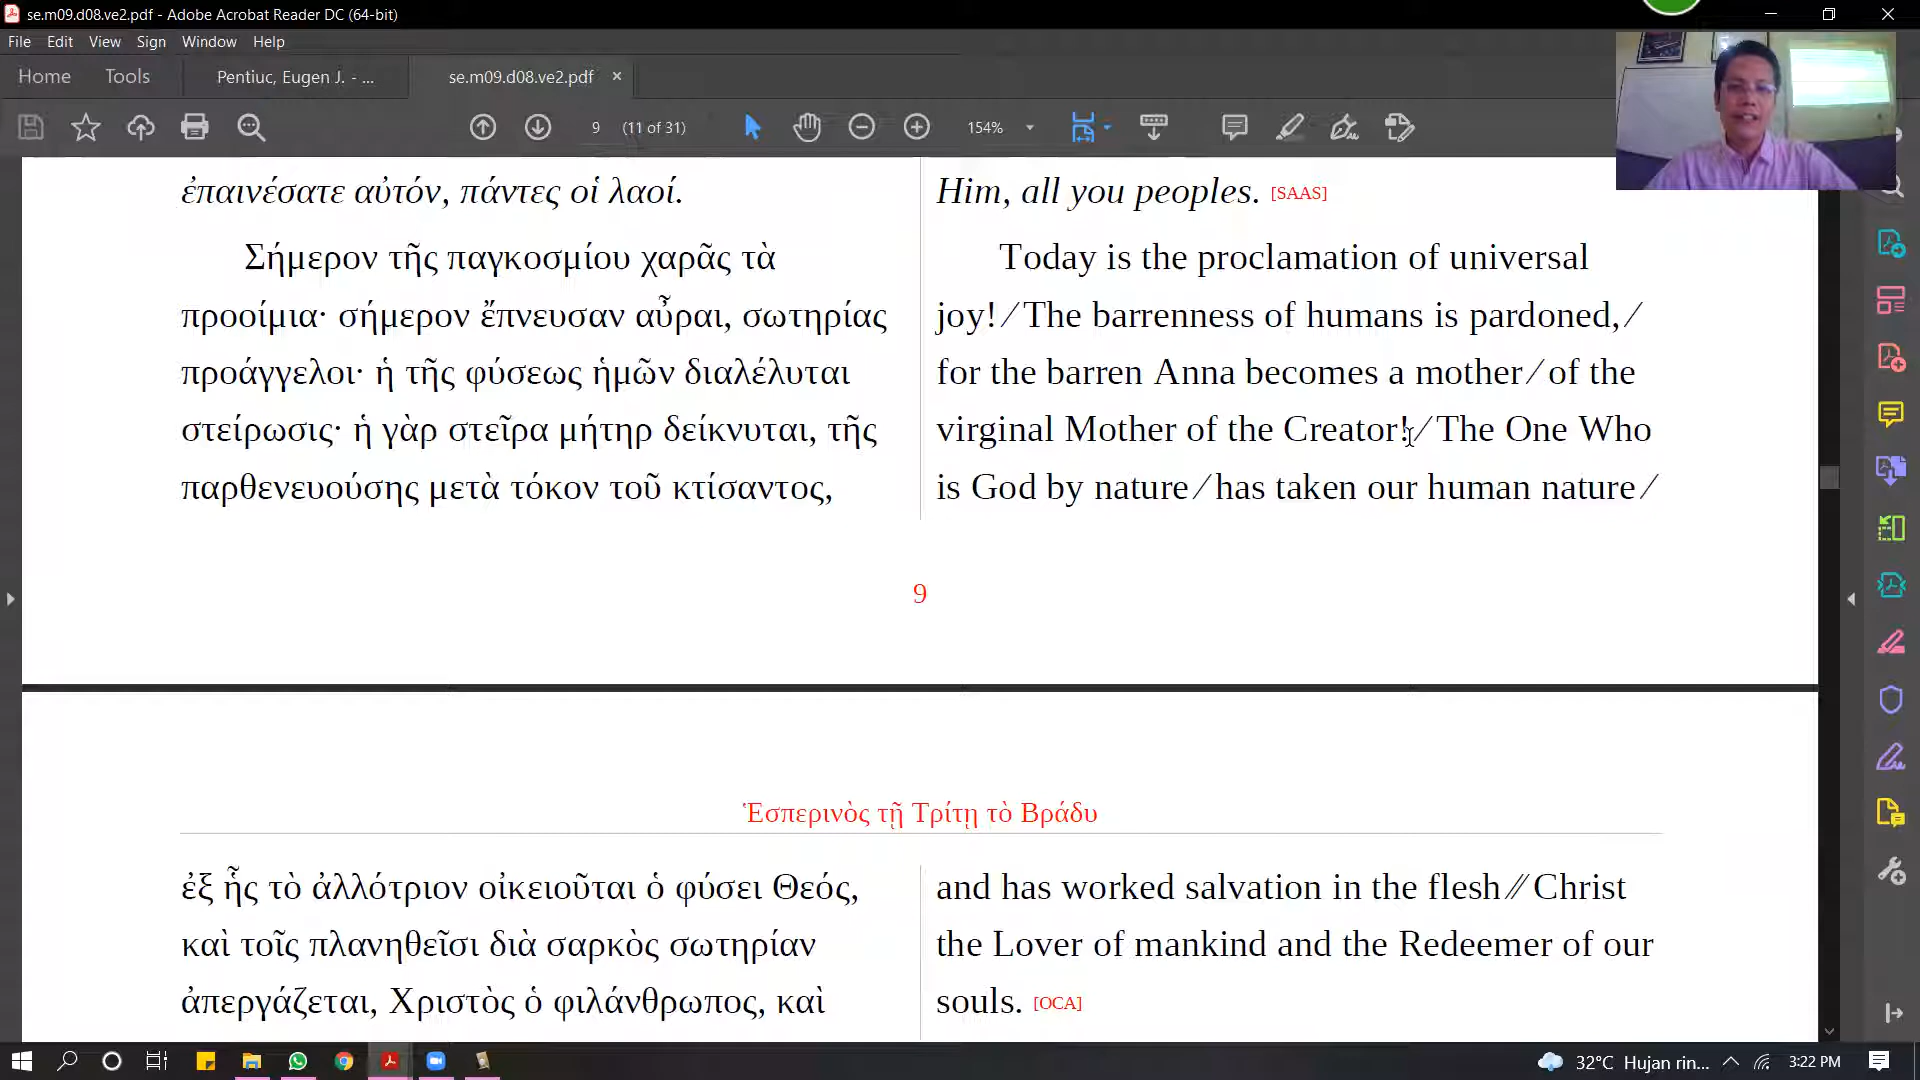 se.m09.d08.ve2.pdf - Adobe Acrobat Reader DC (64-bit)
File Edit View Sign Window Help
Home Tools Pentiuc, Eugen J. - ... se.m09.d08.ve2.pdf ×
9 (11 of 31) 154%
ἐπαινέσατε αὐτόν, πάντες οἱ λαοί.
Σήμερον τῆς παγκοσμίου χαρᾶς τὰ
προοίμια· σήμερον ἔπνευσαν αὖραι, σωτηρίας
προάγγελοι· ἡ τῆς φύσεως ἡμῶν διαλέλυται
στείρωσις· ἡ γὰρ στεῖρα μήτηρ δείκνυται, τῆς
παρθενευούσης μετὰ τόκον τοῦ κτίσαντος,
Him, all you peoples. [SAAS]
Today is the proclamation of universal
joy! / The barrenness of humans is pardoned, /
for the barren Anna becomes a mother / of the
virginal Mother of the Creator! / The One Who
is God by nature / has taken our human nature /
9
Ἑσπερινὸς τῇ Τρίτῃ τὸ Βράδυ
ἐξ ἧς τὸ ἀλλότριον οἰκειοῦται ὁ φύσει Θεός,
καὶ τοῖς πλανηθεῖσι διὰ σαρκὸς σωτηρίαν
ἀπεργάζεται, Χριστὸς ὁ φιλάνθρωπος, καὶ
and has worked salvation in the flesh // Christ
the Lover of mankind and the Redeemer of our
souls. [OCA]
32°C Hujan rin... 3:22 PM